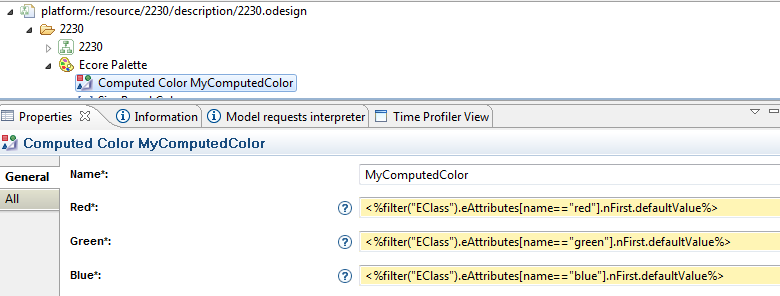 platform:/resource/2230/description/2230.odesign
2230
2230
Ecore Palette
Computed Color MyComputedColor
Properties Information Model requests interpreter Time Profiler View
Computed Color MyComputedColor
General
All
Name*: MyComputedColor
Red*: <%filter("EClass").eAttributes[name=="red"].nFirst.defaultValue%>
Green*: <%filter("EClass").eAttributes[name=="green"].nFirst.defaultValue%>
Blue*: <%filter("EClass").eAttributes[name=="blue"].nFirst.defaultValue%>